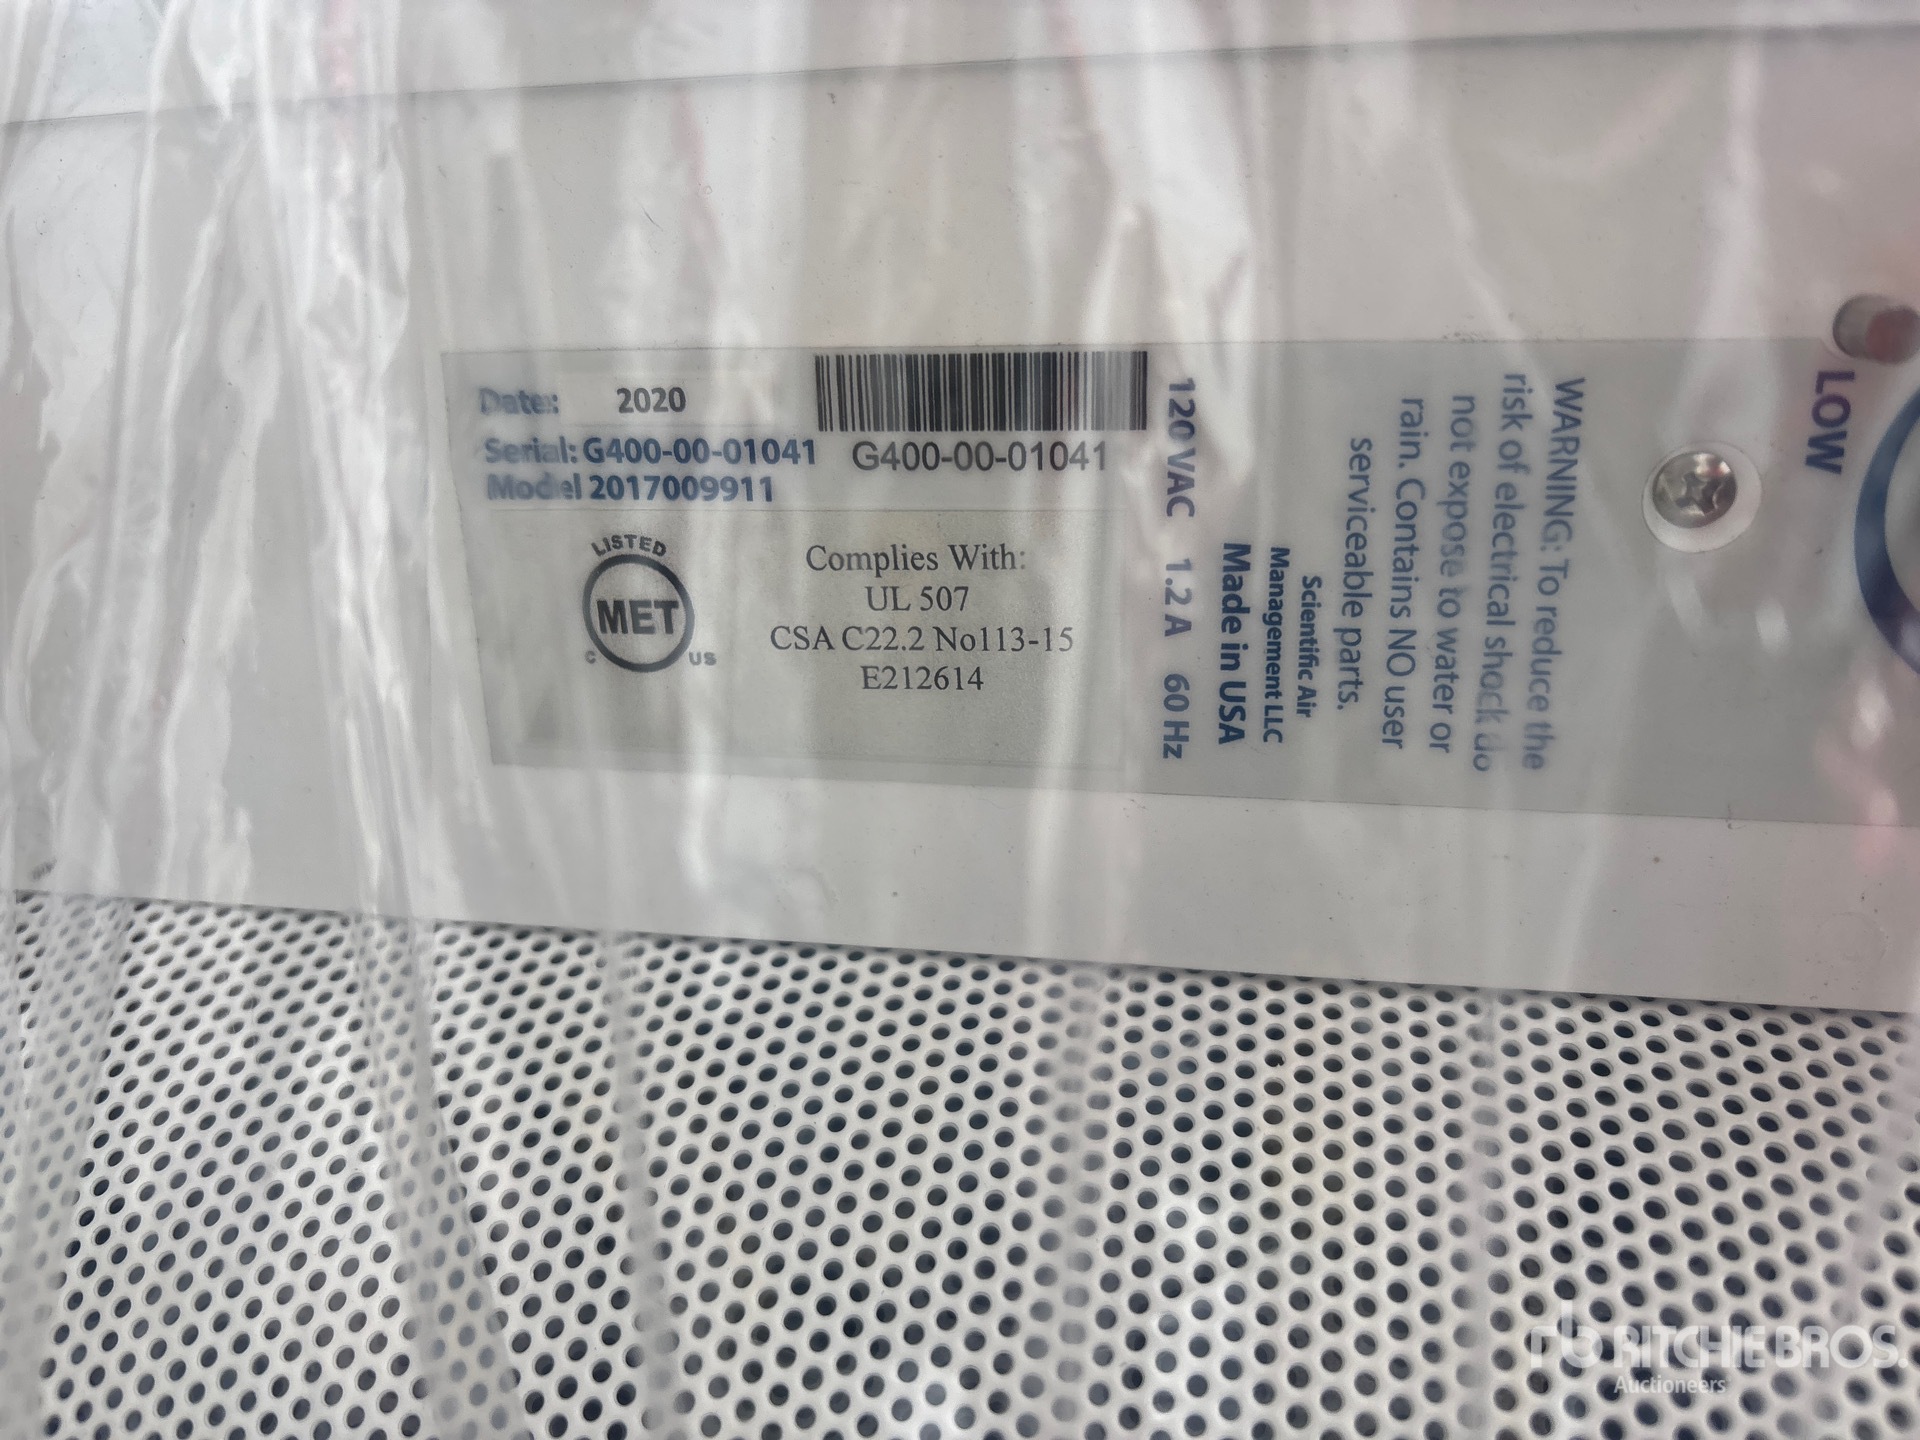 Date: 2020
Serial: G400-00-01041
Model 2017009911
G400-00-01041
LISTED
MET
C US
Complies With:
UL 507
CSA C22.2 No113-15
E212614
120 VAC 1.2 A 60 Hz
Made in USA
Scientific Air
Management LLC
WARNING: To reduce the
risk of electrical shock do
not expose to water or
rain. Contains NO user
serviceable parts.
LOW
rb RITCHIE BROS.
Auctioneers